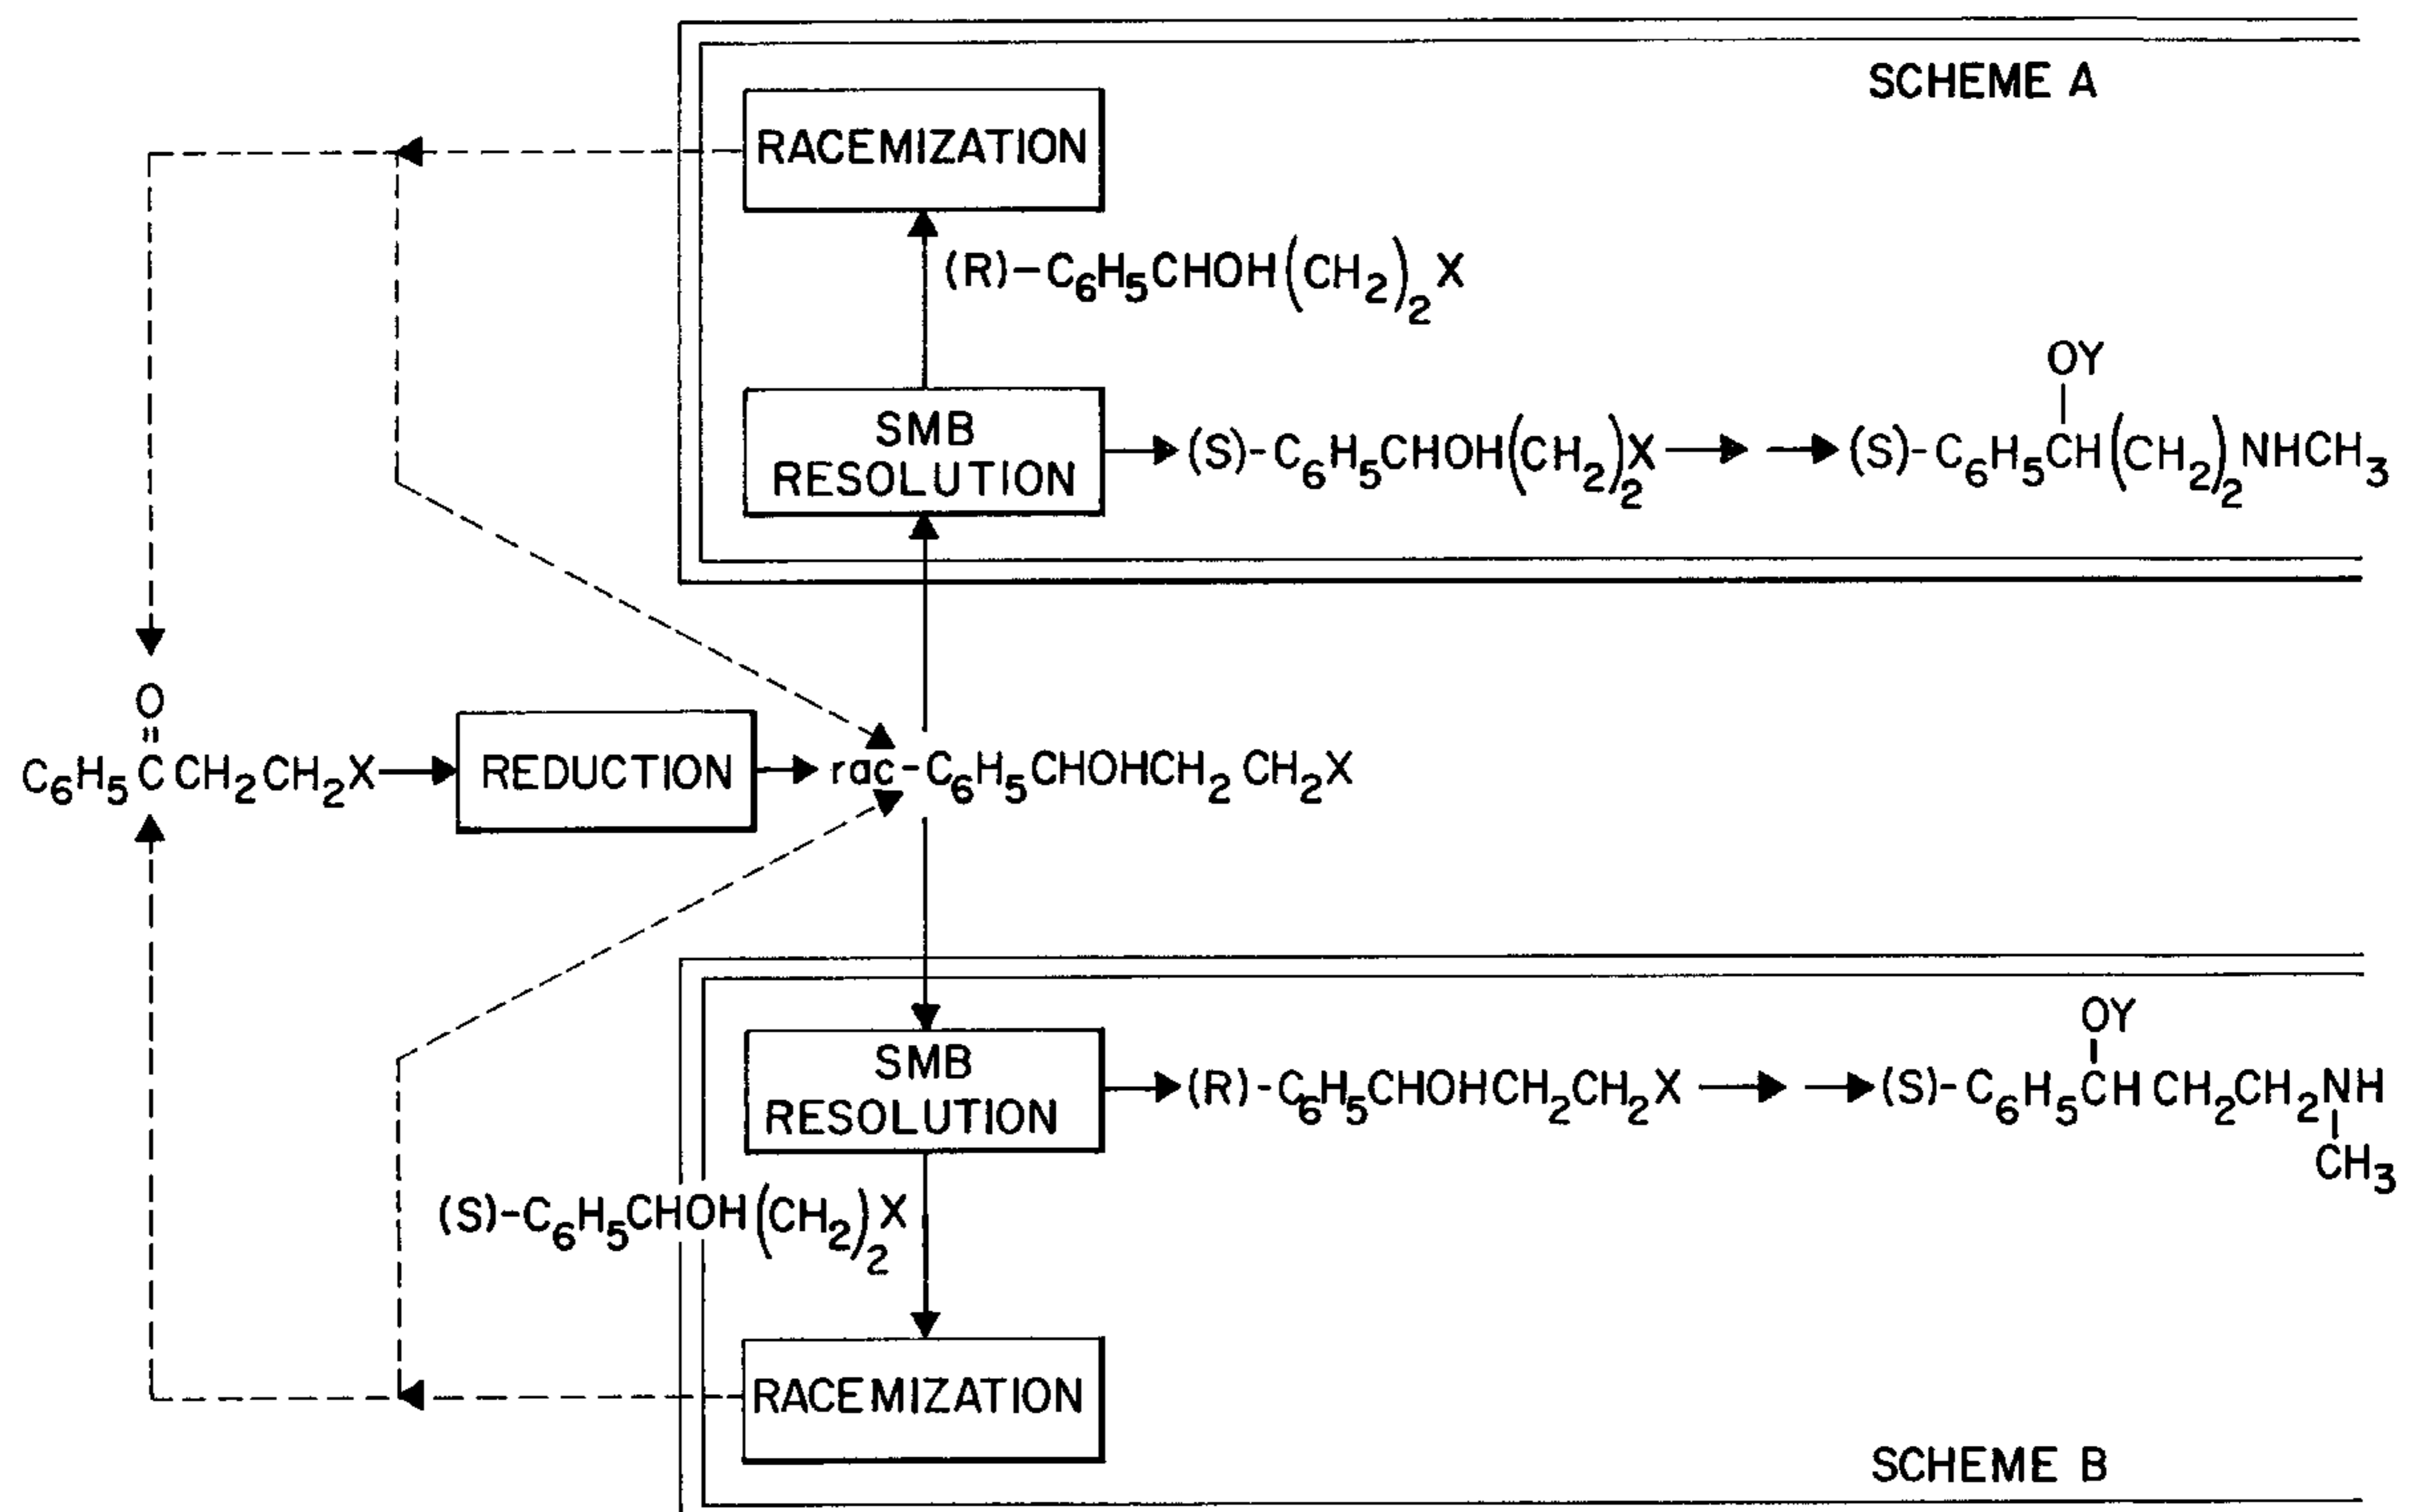 SCHEME A
RACEMIZATION
(R)-C6H5CHOH(CH2)2X
OY
SMB
RESOLUTION
(S)-C6H5CHOH(CH2)2X
(S)-C6H5CH(CH2)2NHCH3
O
C6H5CCH2CH2X
REDUCTION
rac-C6H5CHOHCH2CH2X
OY
SMB
RESOLUTION
(R)-C6H5CHOHCH2CH2X
(S)-C6H5CHCH2CH2NH
CH3
(S)-C6H5CHOH(CH2)2X
RACEMIZATION
SCHEME B